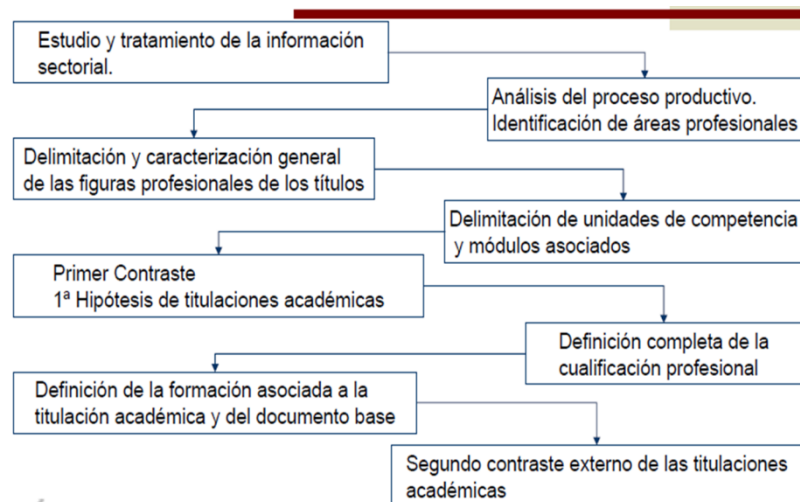 Estudio y tratamiento de la información
sectorial.
Análisis del proceso productivo.
Identificación de áreas profesionales
Delimitación y caracterización general
de las figuras profesionales de los títulos
Delimitación de unidades de competencia
y módulos asociados
Primer Contraste
1ª Hipótesis de titulaciones académicas
Definición completa de la
cualificación profesional
Definición de la formación asociada a la
titulación académica y del documento base
Segundo contraste externo de las titulaciones
académicas